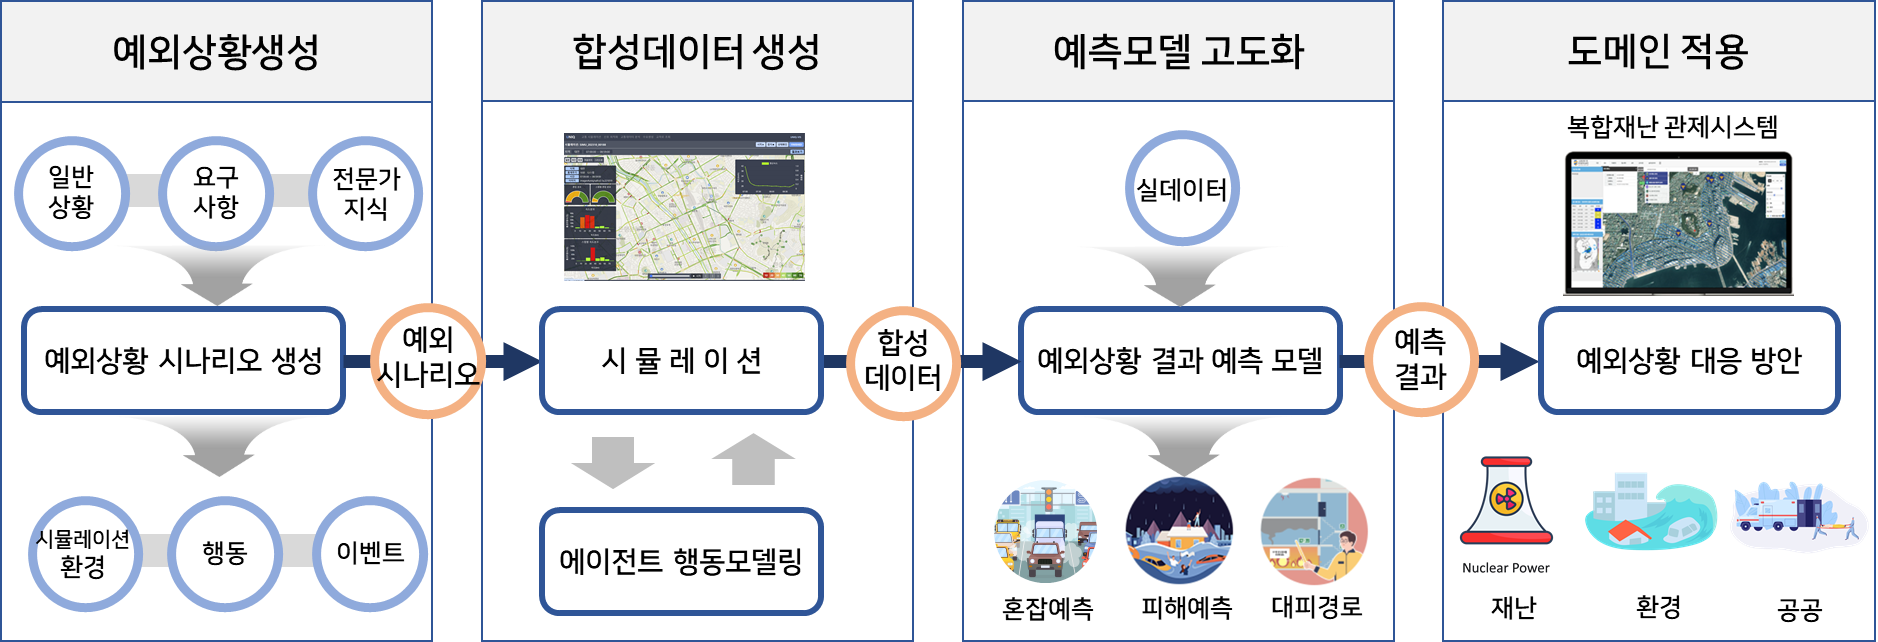 예외상황생성
일반
상황
요구
사항
전문가
지식
예외상황 시나리오 생성
시뮬레이션
환경
행동
이벤트
예외
시나리오
합성데이터 생성
시 뮬 레 이 션
에이전트 행동모델링
합성
데이터
예측모델 고도화
실데이터
예외상황 결과 예측 모델
혼잡예측
피해예측
대피경로
예측
결과
도메인 적용
복합재난 관제시스템
예외상황 대응 방안
Nuclear Power
재난
환경
공공